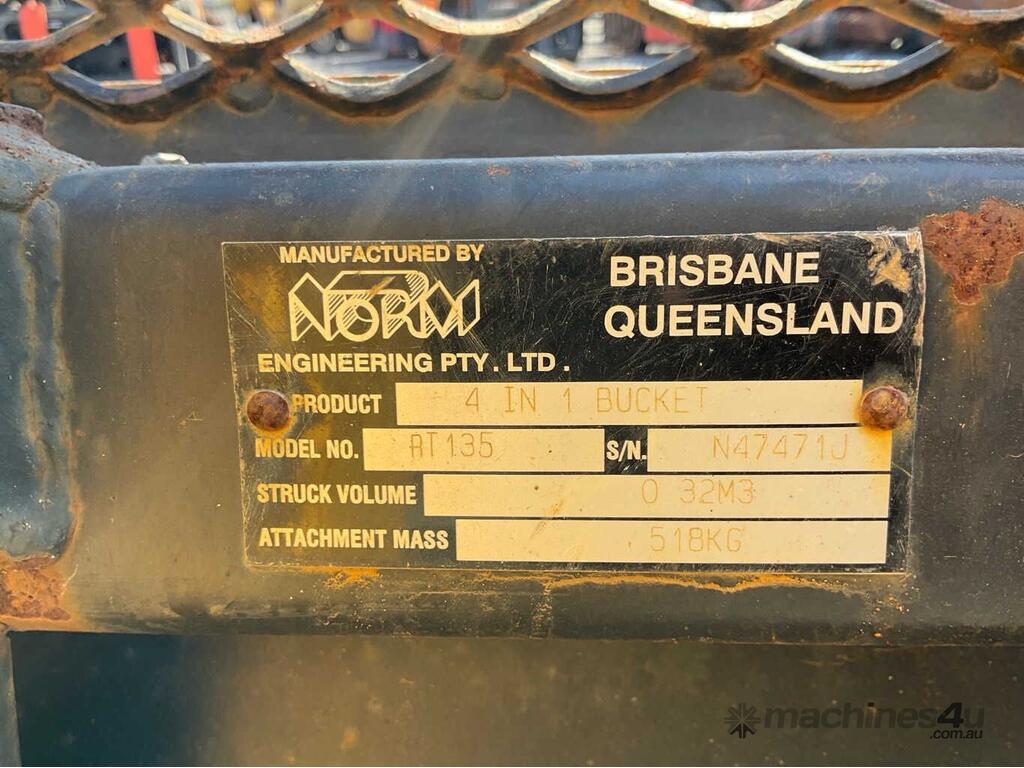 MANUFACTURED BY
NORM
ENGINEERING PTY. LTD.
BRISBANE
QUEENSLAND
PRODUCT 4 IN 1 BUCKET
MODEL NO. AT135 S/N. N47471J
STRUCK VOLUME 0 32M3
ATTACHMENT MASS 518KG
machines4u
.com.au